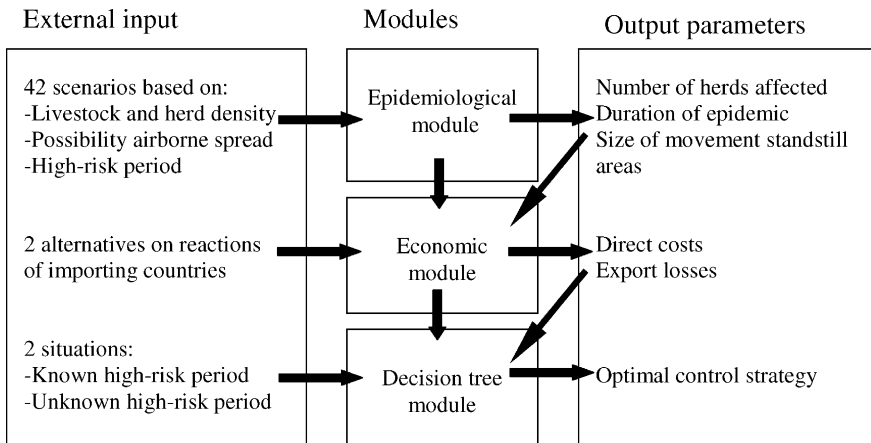 External input
Modules
Output parameters
42 scenarios based on:
-Livestock and herd density
-Possibility airborne spread
-High-risk period
Epidemiological
module
Number of herds affected
Duration of epidemic
Size of movement standstill
areas
2 alternatives on reactions
of importing countries
Economic
module
Direct costs
Export losses
2 situations:
-Known high-risk period
-Unknown high-risk period
Decision tree
module
Optimal control strategy